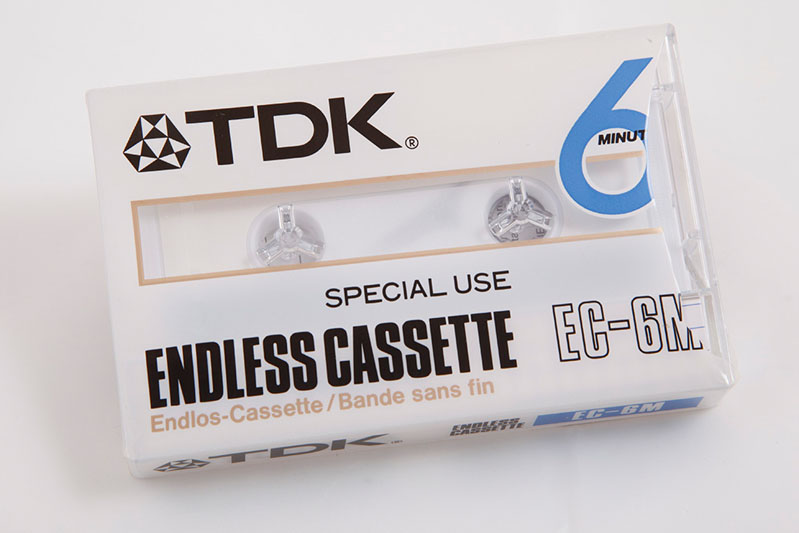 TDK®
6
MINUT
SPECIAL USE
ENDLESS CASSETTE
EC-6M
Endlos-Cassette/Bande sans fin
TDK
ENDLESS
CASSETTE
EC-6M